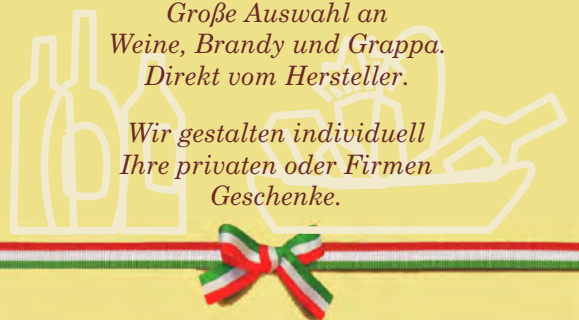 Große Auswahl an
Weine, Brandy und Grappa.
Direkt vom Hersteller.
Wir gestalten individuell
Ihre privaten oder Firmen
Geschenke.